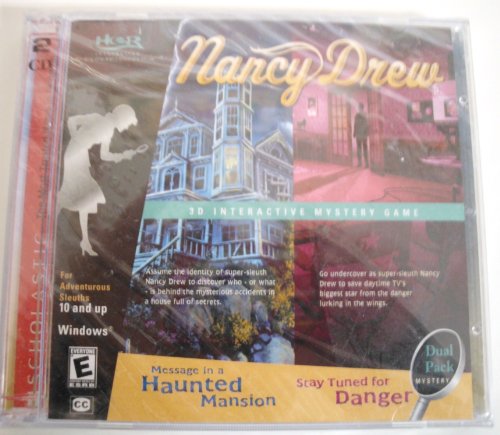 2
CD
HER
INTERACTIVE
Nancy Drew
3D INTERACTIVE MYSTERY GAME
Assume the identity of super-sleuth
Nancy Drew to discover who - or what
- is behind the mysterious accidents in
a house full of secrets.
Go undercover as super-sleuth Nancy
Drew to save daytime TV's
biggest star from the danger
lurking in the wings.
For
Adventurous
Sleuths
10 and up
Windows®
SCHOLASTIC
EVERYONE
E
ESRB
CC
Message in a
Haunted
Mansion
Stay Tuned for
Danger
Dual
Pack
MYSTERY